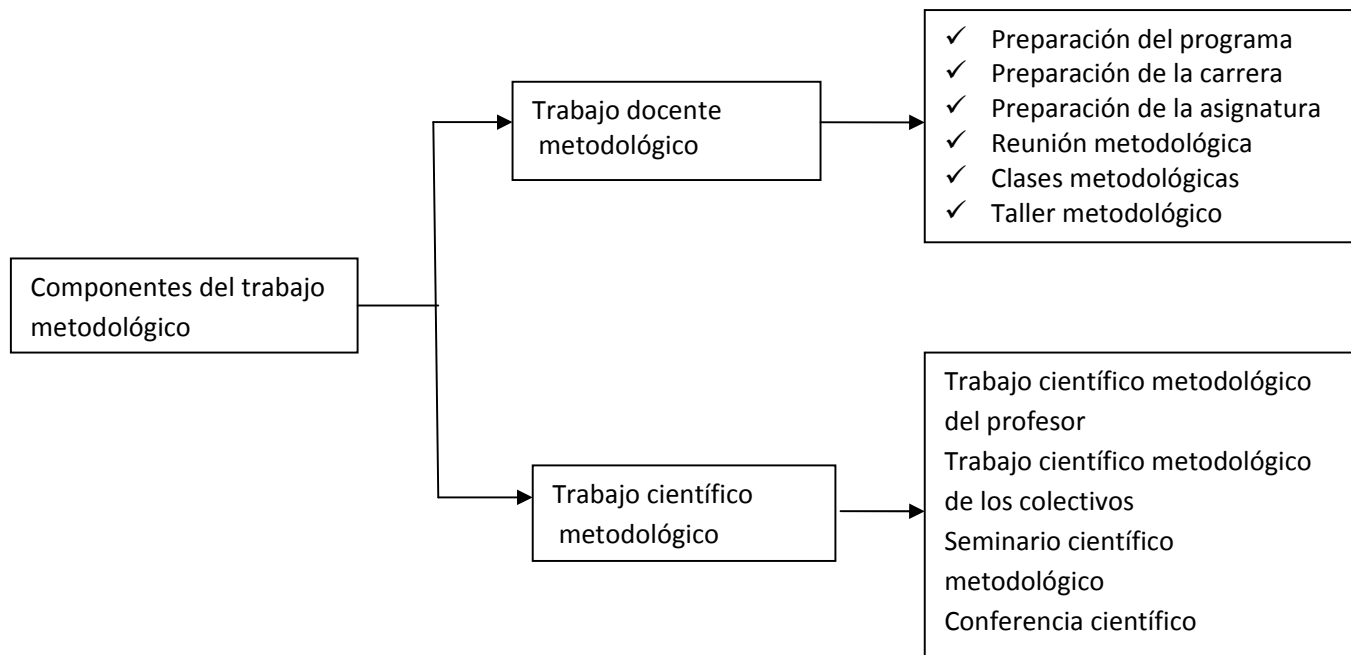 Componentes del trabajo
metodológico
Trabajo docente
metodológico
✓ Preparación del programa
✓ Preparación de la carrera
✓ Preparación de la asignatura
✓ Reunión metodológica
✓ Clases metodológicas
✓ Taller metodológico
Trabajo científico
metodológico
Trabajo científico metodológico
del profesor
Trabajo científico metodológico
de los colectivos
Seminario científico
metodológico
Conferencia científico